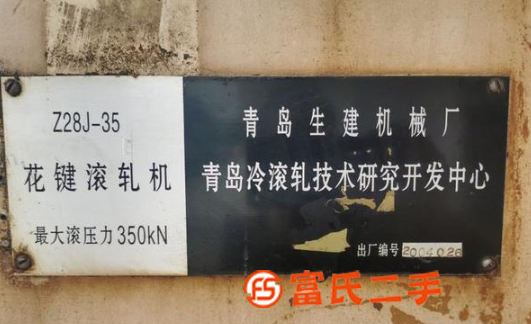 Z28J-35
花键滚轧机
最大滚压力350kN
青岛生建机械厂
青岛冷滚轧技术研究开发中心
出厂编号 2004026
富氏二手